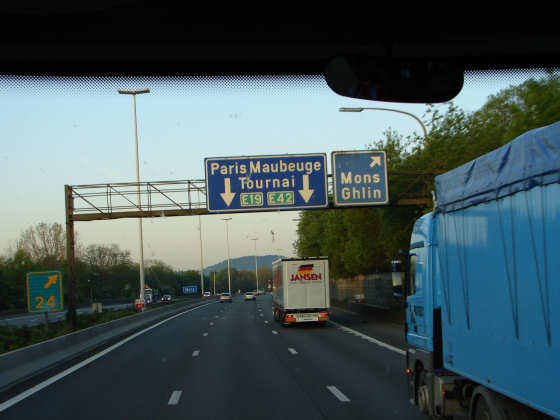 Paris Maubeuge
Tournai
E19 E42
Mons
Ghlin
24
JANSEN